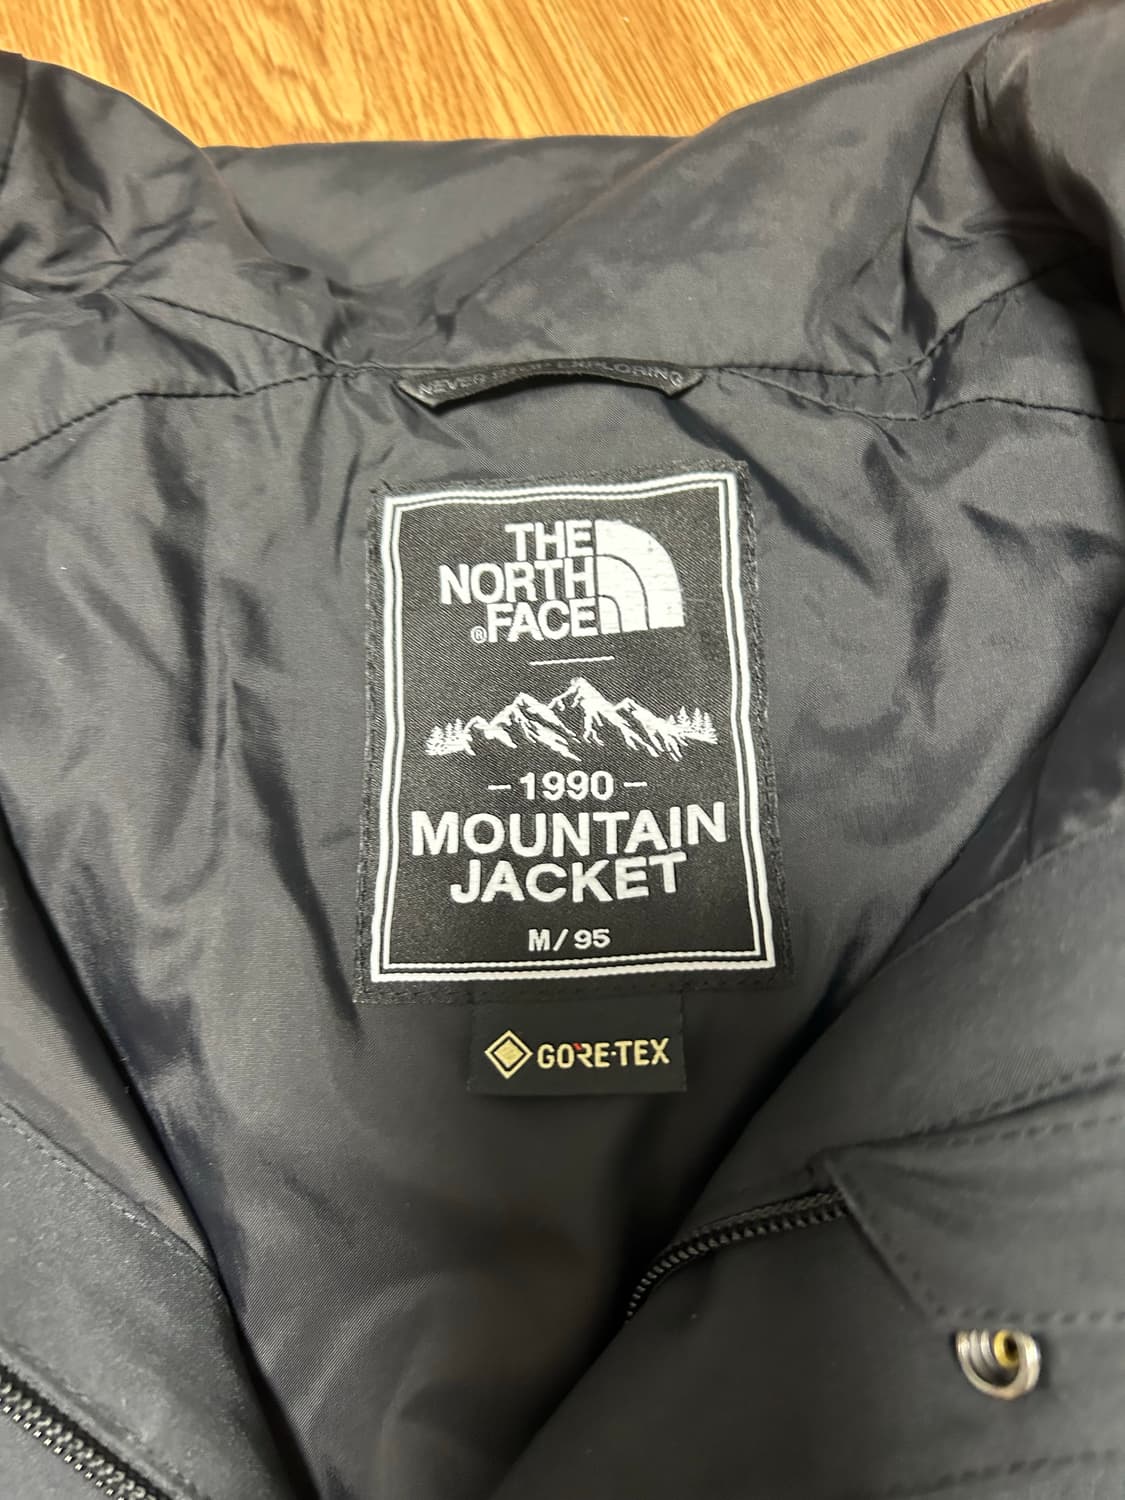 NEVER STOP EXPLORING
THE
NORTH
®FACE
-1990-
MOUNTAIN
JACKET
M/95
GORE-TEX